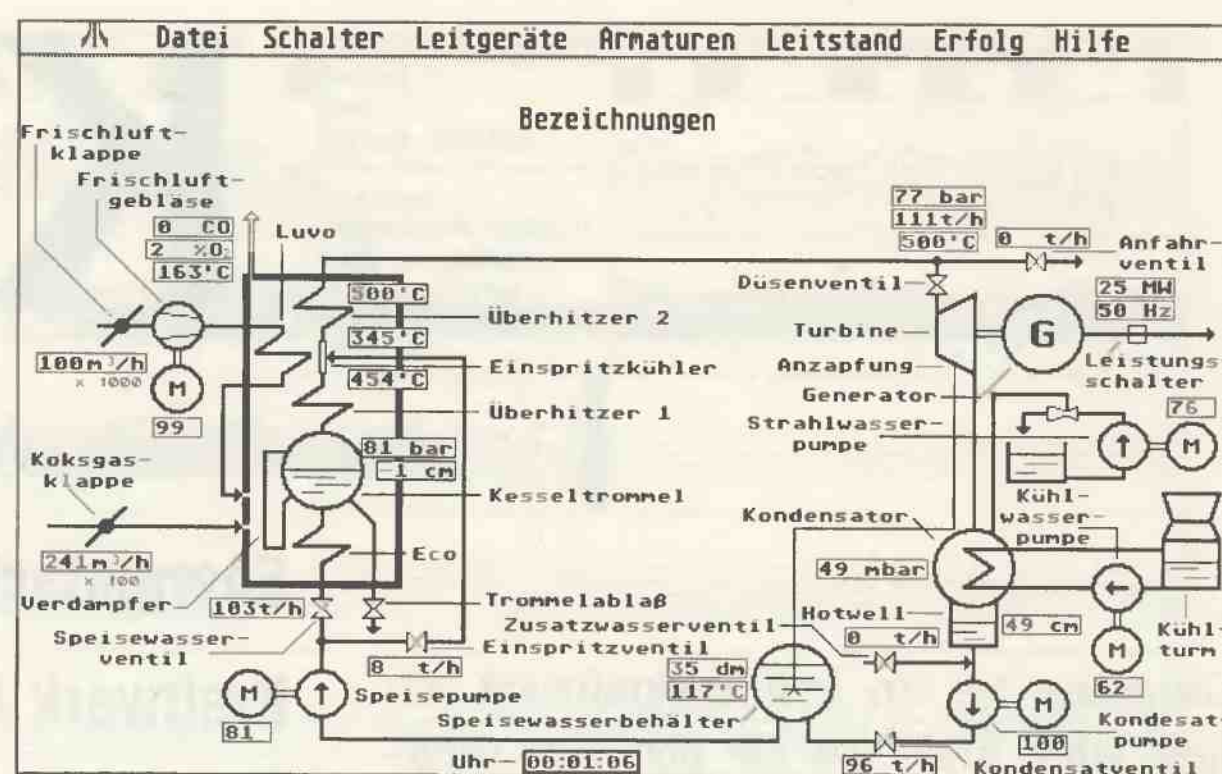 Datei Schalter Leitgeräte Armaturen Leitstand Erfolg Hilfe
Bezeichnungen
Frischluft-
klappe
Frischluft-
gebläse
0 CO
2 %O₂
163°C
Luvo
77 bar
111t/h
500°C
0 t/h
Anfahr-
ventil
Düsenventil
500°C
Überhitzer 2
345°C
Einspritzkühler
454°C
Überhitzer 1
25 MW
50 Hz
Turbine
G
Anzapfung
Generator
Leistungs
schalter
100m³/h
x 1000
M
99
Strahlwasser-
pumpe
76
M
Koksgas-
klappe
81 bar
-1 cm
Kesseltrommel
Kühl-
wasser-
pumpe
Kondensator
241m³/h
x 100
Eco
49 mbar
Verdampfer
103t/h
Trommelablaß
Hotwell
49 cm
Kühl-
turm
Zusatzwasserventil
0 t/h
Speisewasser-
ventil
Einspritzventil
8 t/h
M
62
35 dm
117°C
M
Speisepumpe
81
Speisewasserbehälter
M
100
Kondesat-
pumpe
Uhr— 00:01:06
96 t/h
Kondensatventil